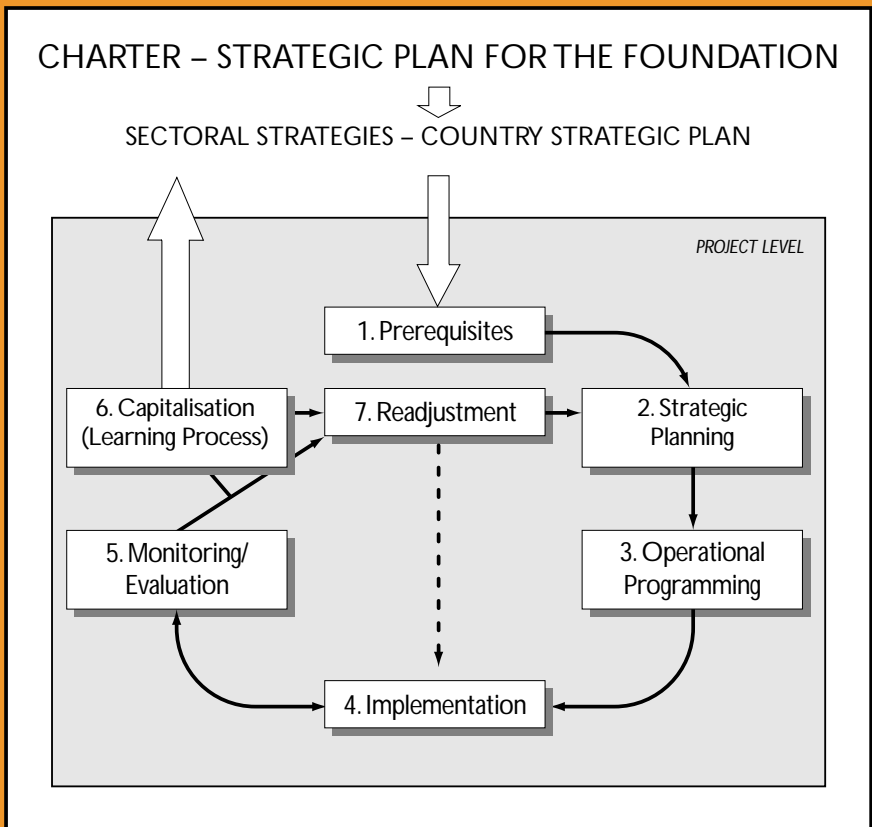 CHARTER – STRATEGIC PLAN FOR THE FOUNDATION
SECTORAL STRATEGIES – COUNTRY STRATEGIC PLAN
PROJECT LEVEL
1. Prerequisites
6. Capitalisation
(Learning Process)
7. Readjustment
2. Strategic
Planning
5. Monitoring/
Evaluation
3. Operational
Programming
4. Implementation